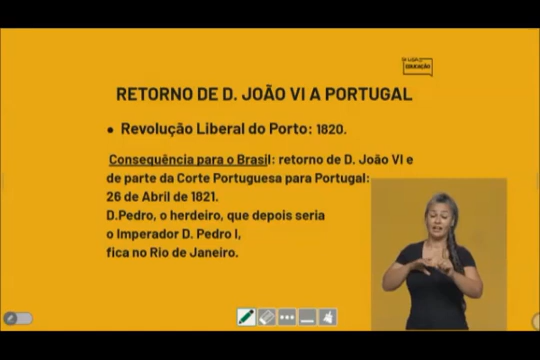 EDUCAÇÃO
RETORNO DE D. JOÃO VI A PORTUGAL
● Revolução Liberal do Porto: 1820.
Consequência para o Brasil: retorno de D. João VI e
de parte da Corte Portuguesa para Portugal:
26 de Abril de 1821.
D.Pedro, o herdeiro, que depois seria
o Imperador D. Pedro I,
fica no Rio de Janeiro.